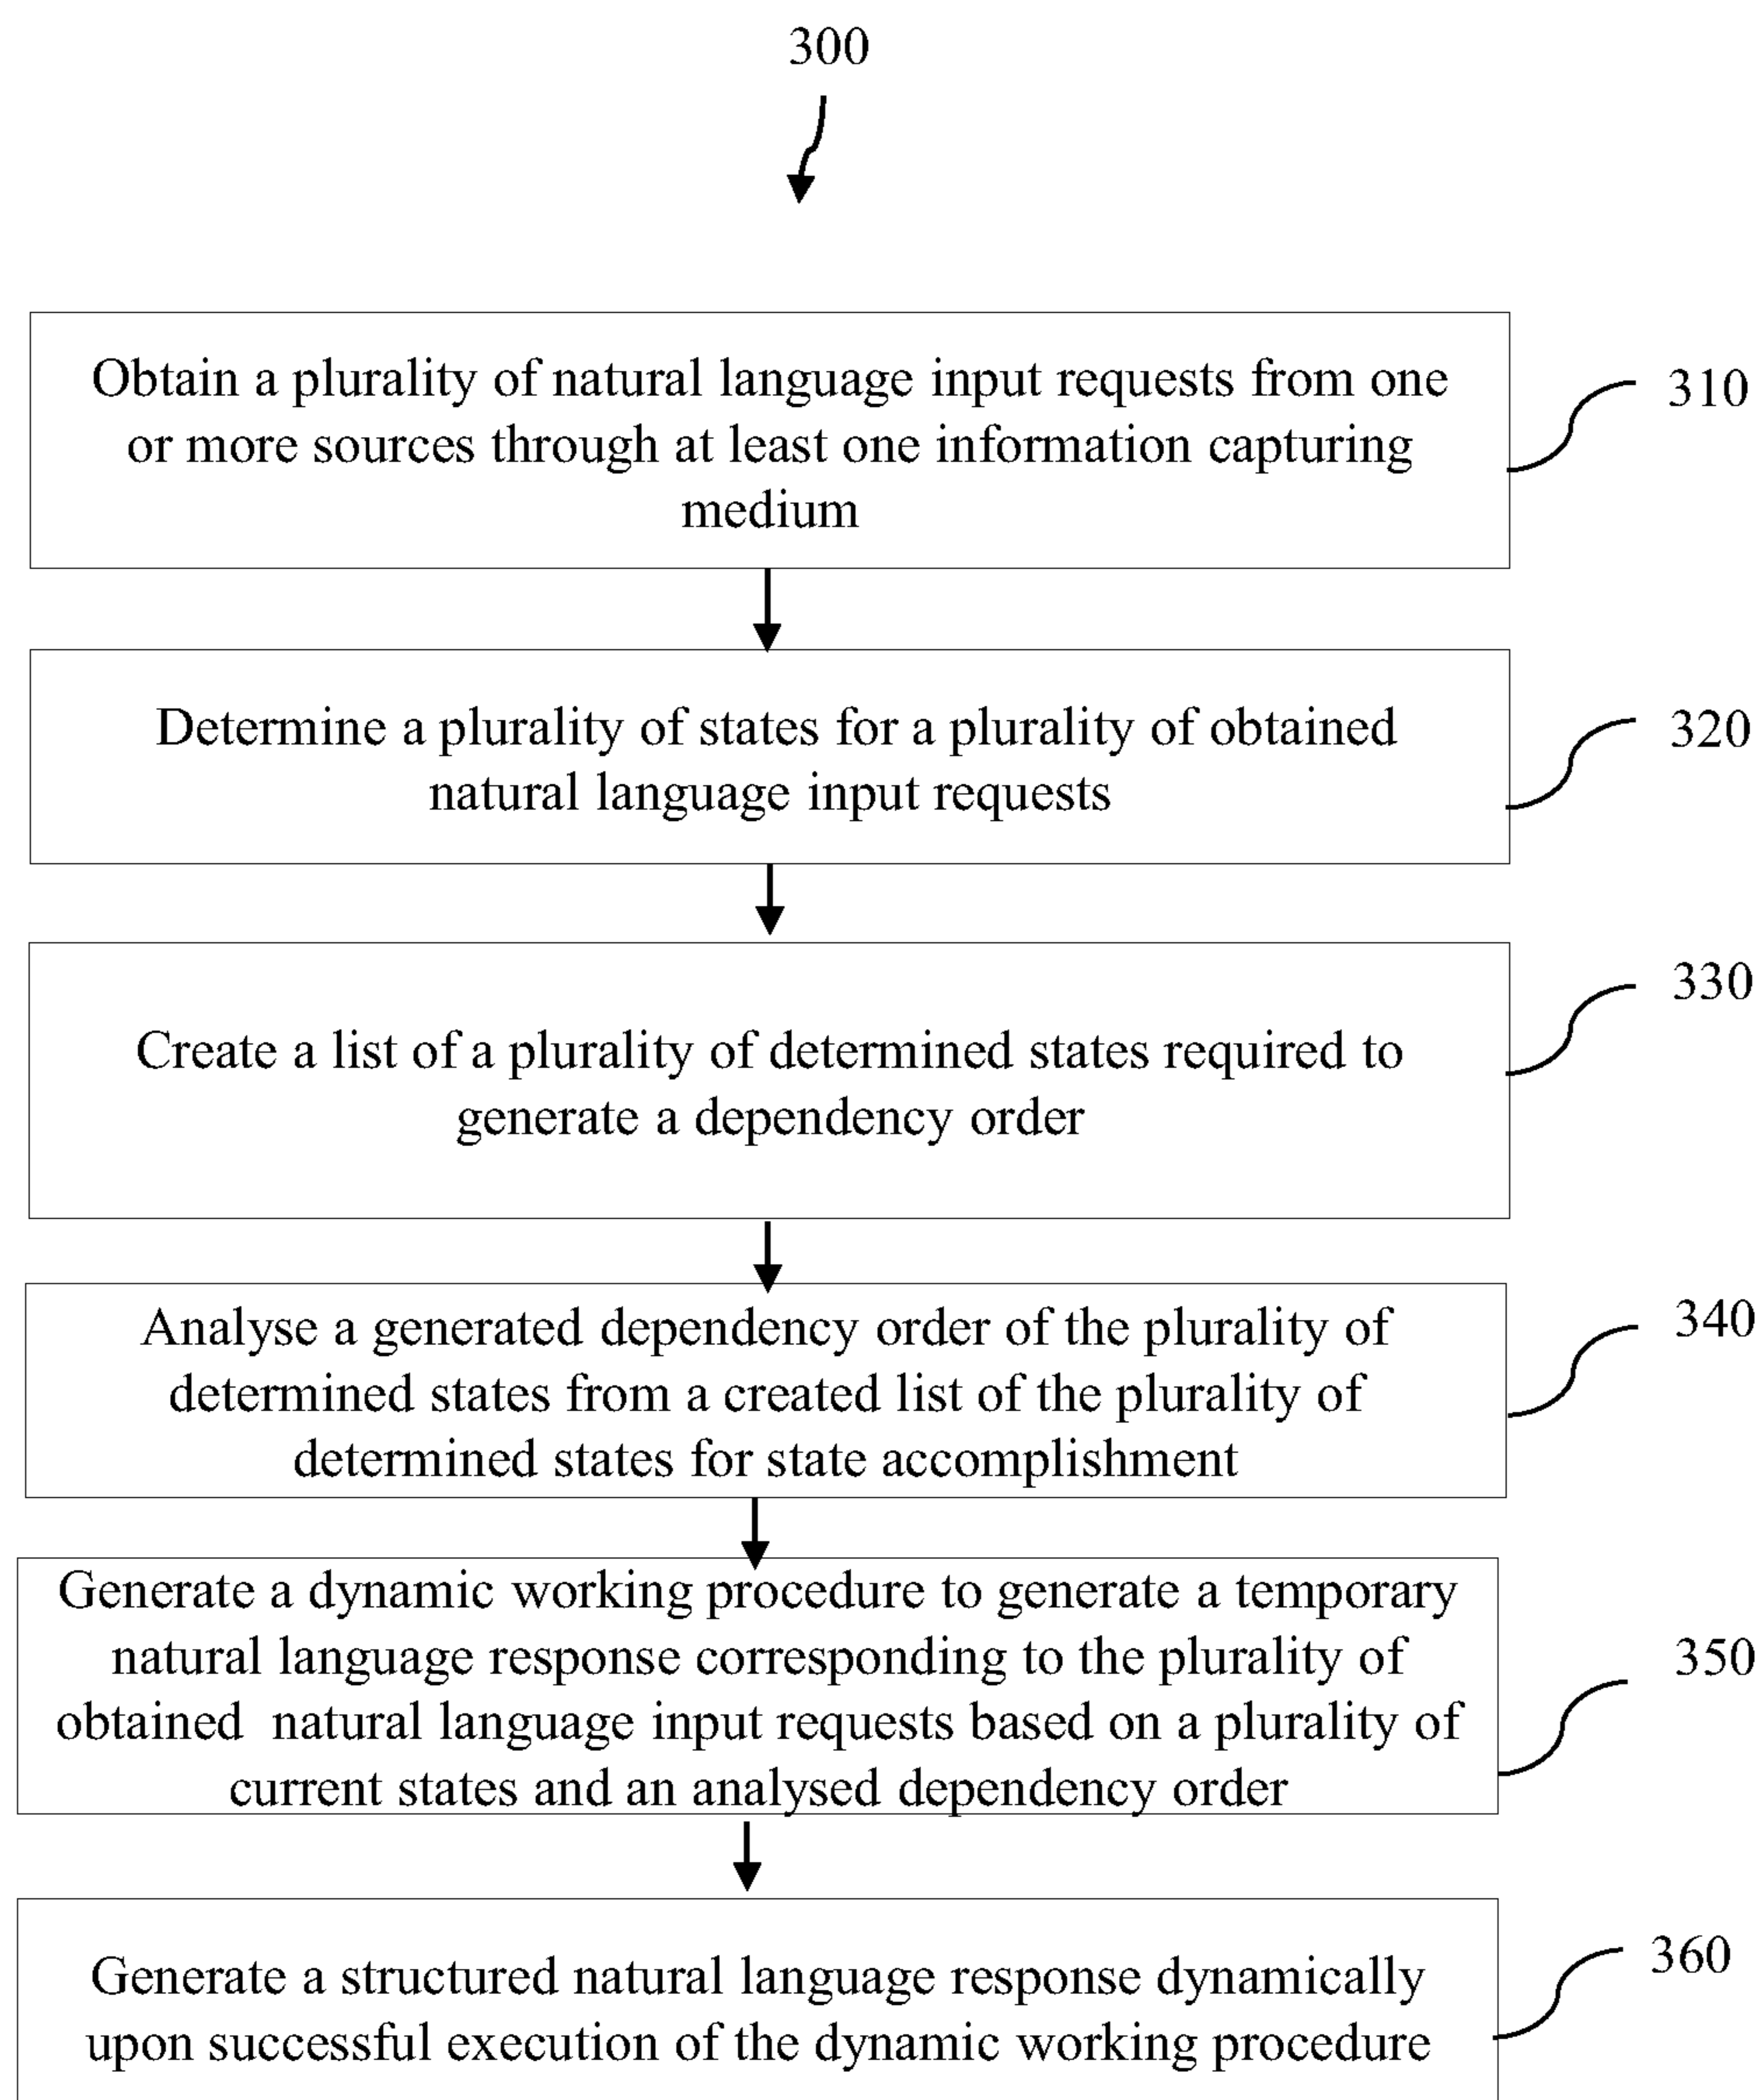 300
Obtain a plurality of natural language input requests from one
or more sources through at least one information capturing
medium
310
Determine a plurality of states for a plurality of obtained
natural language input requests
320
Create a list of a plurality of determined states required to
generate a dependency order
330
Analyse a generated dependency order of the plurality of
determined states from a created list of the plurality of
determined states for state accomplishment
340
Generate a dynamic working procedure to generate a temporary
natural language response corresponding to the plurality of
obtained natural language input requests based on a plurality of
current states and an analysed dependency order
350
Generate a structured natural language response dynamically
upon successful execution of the dynamic working procedure
360